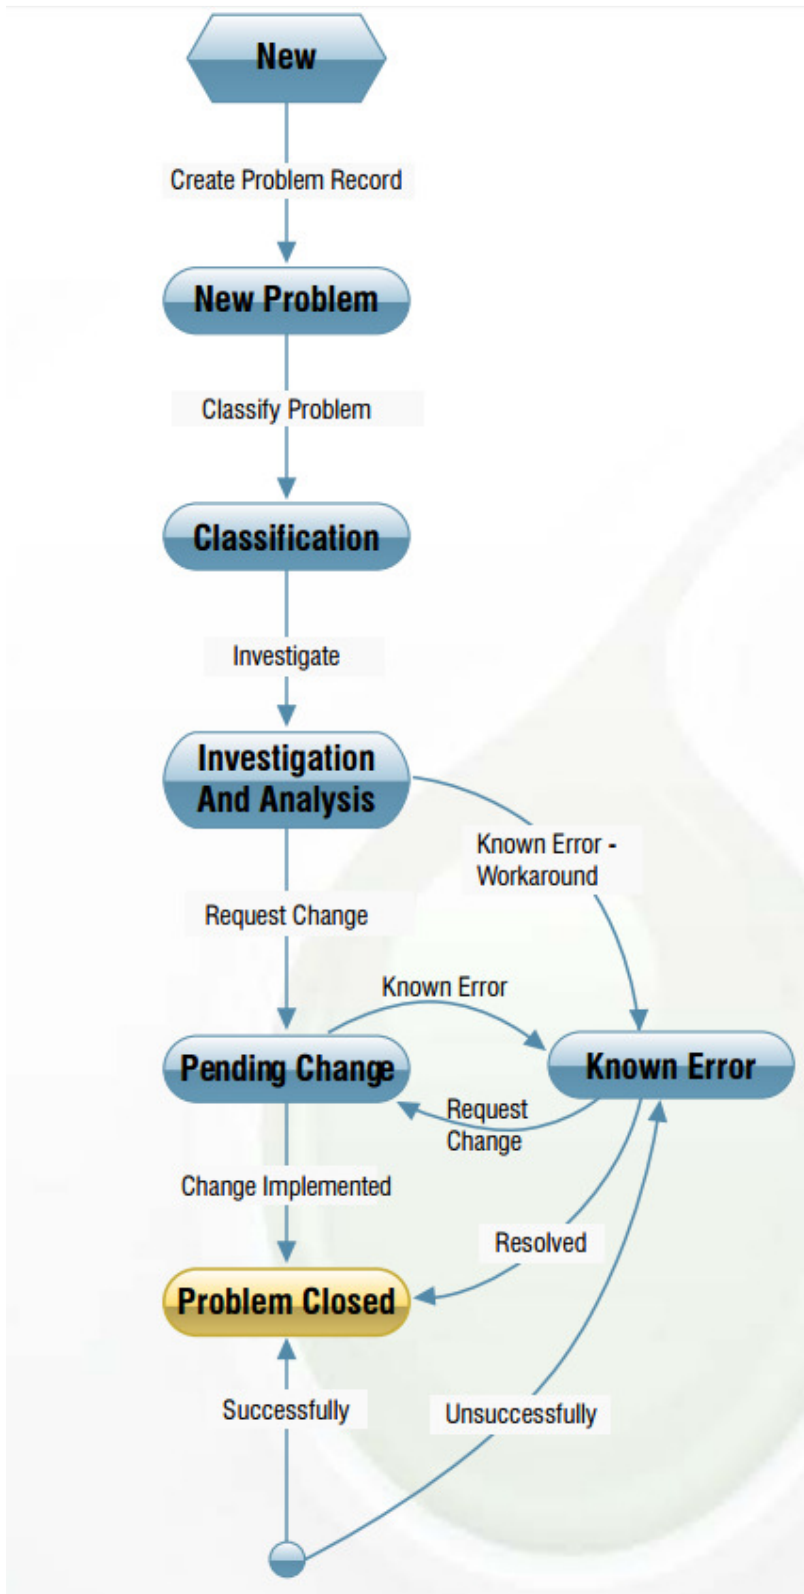 New
Create Problem Record
New Problem
Classify Problem
Classification
Investigate
Investigation
And Analysis
Known Error -
Workaround
Request Change
Known Error
Pending Change
Known Error
Request
Change
Change Implemented
Resolved
Problem Closed
Successfully
Unsuccessfully